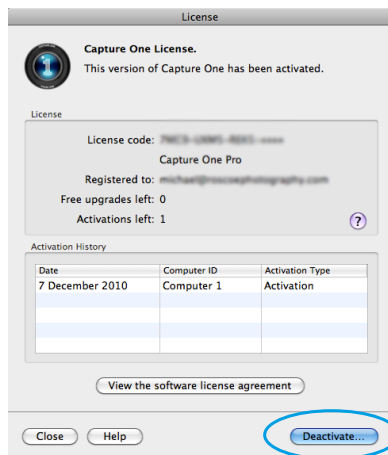 License
Capture One License.
This version of Capture One has been activated.
License
License code:
Capture One Pro
Registered to:
Free upgrades left: 0
Activations left: 1
?
Activation History
Date Computer ID Activation Type
7 December 2010 Computer 1 Activation
View the software license agreement
Close Help Deactivate...